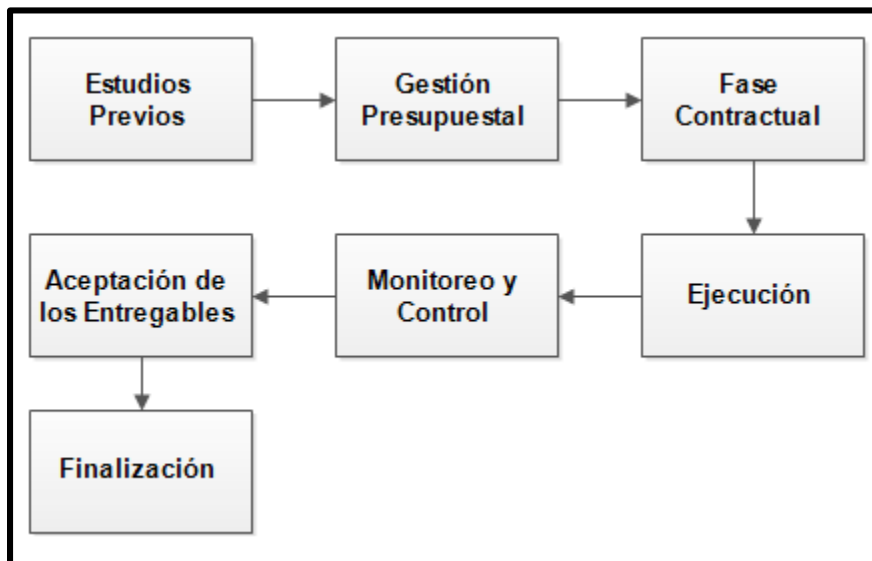 Estudios
Previos
Gestión
Presupuestal
Fase
Contractual
Ejecución
Monitoreo y
Control
Aceptación de
los Entregables
Finalización